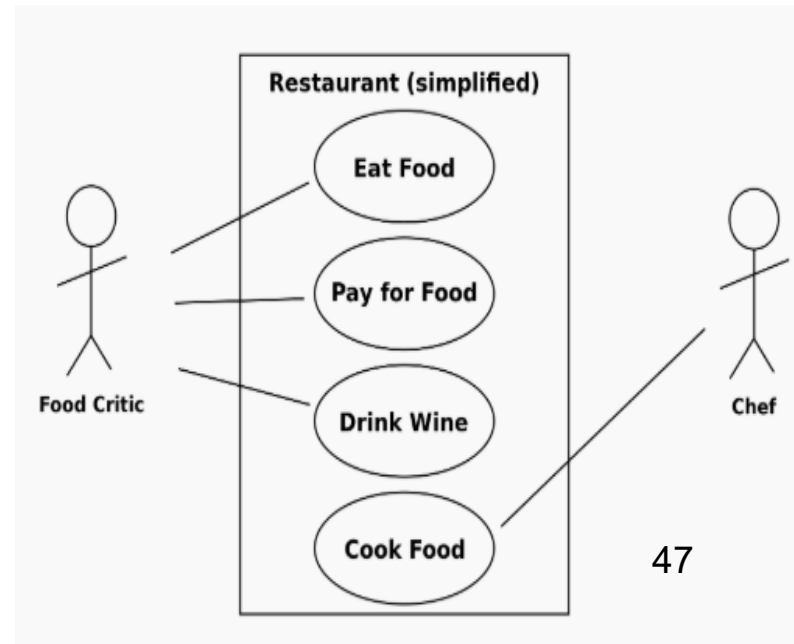 Restaurant (simplified)
Eat Food
Pay for Food
Drink Wine
Cook Food
Food Critic
Chef
47